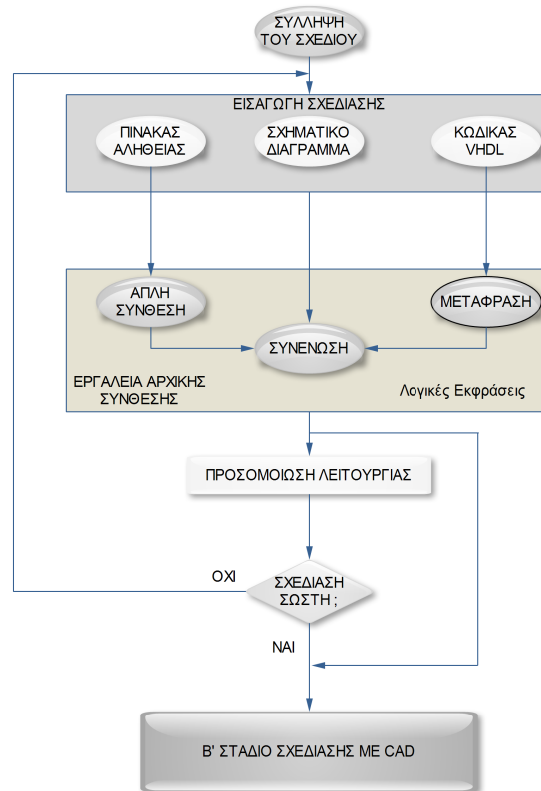 ΣΥΛΛΗΨΗ
ΤΟΥ ΣΧΕΔΙΟΥ
ΕΙΣΑΓΩΓΗ ΣΧΕΔΙΑΣΗΣ
ΠΙΝΑΚΑΣ
ΑΛΗΘΕΙΑΣ
ΣΧΗΜΑΤΙΚΟ
ΔΙΑΓΡΑΜΜΑ
ΚΩΔΙΚΑΣ
VHDL
ΑΠΛΗ
ΣΥΝΘΕΣΗ
ΜΕΤΑΦΡΑΣΗ
ΣΥΝΕΝΩΣΗ
ΕΡΓΑΛΕΙΑ ΑΡΧΙΚΗΣ
ΣΥΝΘΕΣΗΣ
Λογικές Εκφράσεις
ΠΡΟΣΟΜΟΙΩΣΗ ΛΕΙΤΟΥΡΓΙΑΣ
ΟΧΙ
ΣΧΕΔΙΑΣΗ
ΣΩΣΤΗ ;
ΝΑΙ
Β' ΣΤΑΔΙΟ ΣΧΕΔΙΑΣΗΣ ΜΕ CAD